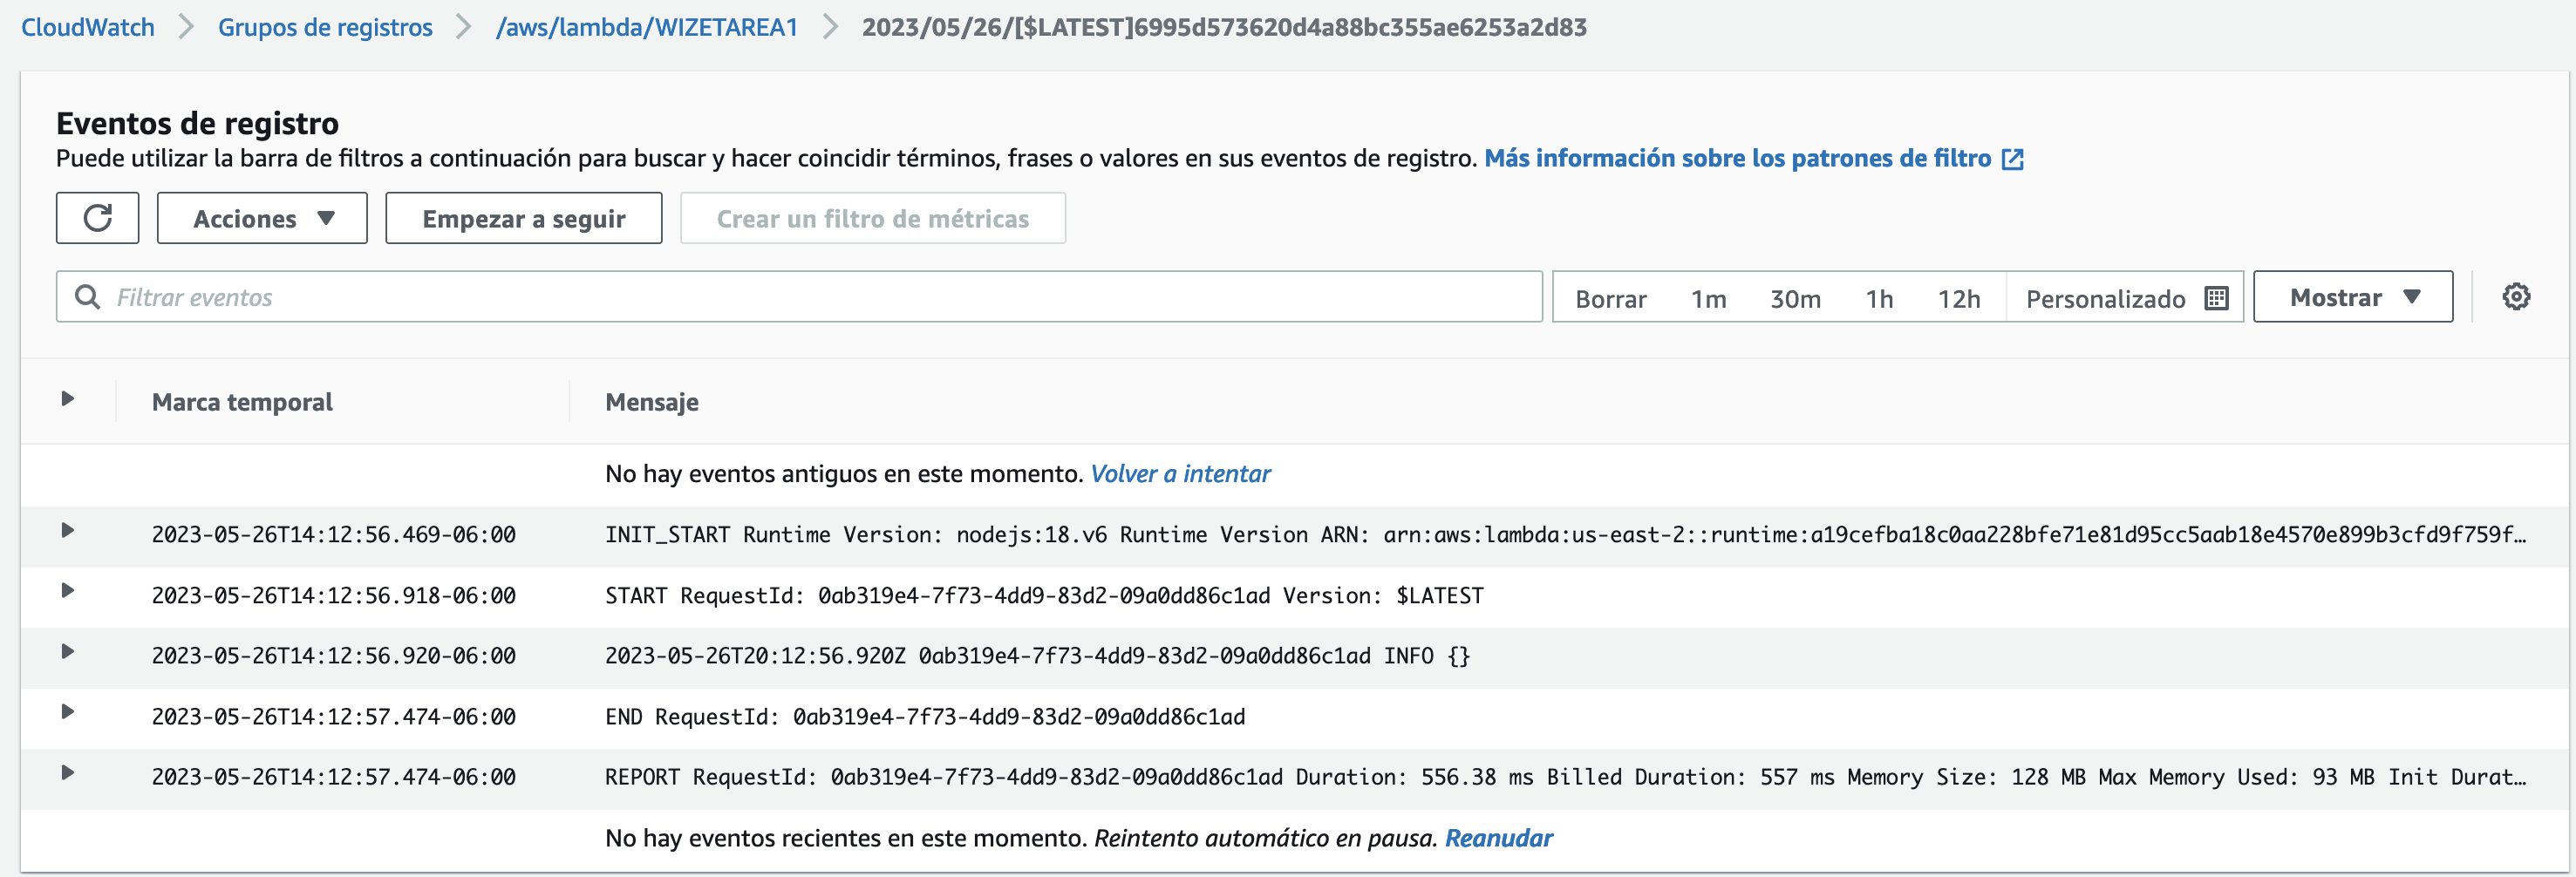 CloudWatch > Grupos de registros > /aws/lambda/WIZETAREA1 > 2023/05/26/[$LATEST]6995d573620d4a88bc355ae6253a2d83
Eventos de registro
Puede utilizar la barra de filtros a continuación para buscar y hacer coincidir términos, frases o valores en sus eventos de registro. Más información sobre los patrones de filtro
Acciones Empezar a seguir Crear un filtro de métricas
Filtrar eventos Borrar 1m 30m 1h 12h Personalizado Mostrar
Marca temporal Mensaje
No hay eventos antiguos en este momento. Volver a intentar
2023-05-26T14:12:56.469-06:00 INIT_START Runtime Version: nodejs:18.v6 Runtime Version ARN: arn:aws:lambda:us-east-2::runtime:a19cefba18c0aa228bfe71e81d95cc5aab18e4570e899b3cfd9f759f…
2023-05-26T14:12:56.918-06:00 START RequestId: 0ab319e4-7f73-4dd9-83d2-09a0dd86c1ad Version: $LATEST
2023-05-26T14:12:56.920-06:00 2023-05-26T20:12:56.920Z 0ab319e4-7f73-4dd9-83d2-09a0dd86c1ad INFO {}
2023-05-26T14:12:57.474-06:00 END RequestId: 0ab319e4-7f73-4dd9-83d2-09a0dd86c1ad
2023-05-26T14:12:57.474-06:00 REPORT RequestId: 0ab319e4-7f73-4dd9-83d2-09a0dd86c1ad Duration: 556.38 ms Billed Duration: 557 ms Memory Size: 128 MB Max Memory Used: 93 MB Init Durat…
No hay eventos recientes en este momento. Reintento automático en pausa. Reanudar